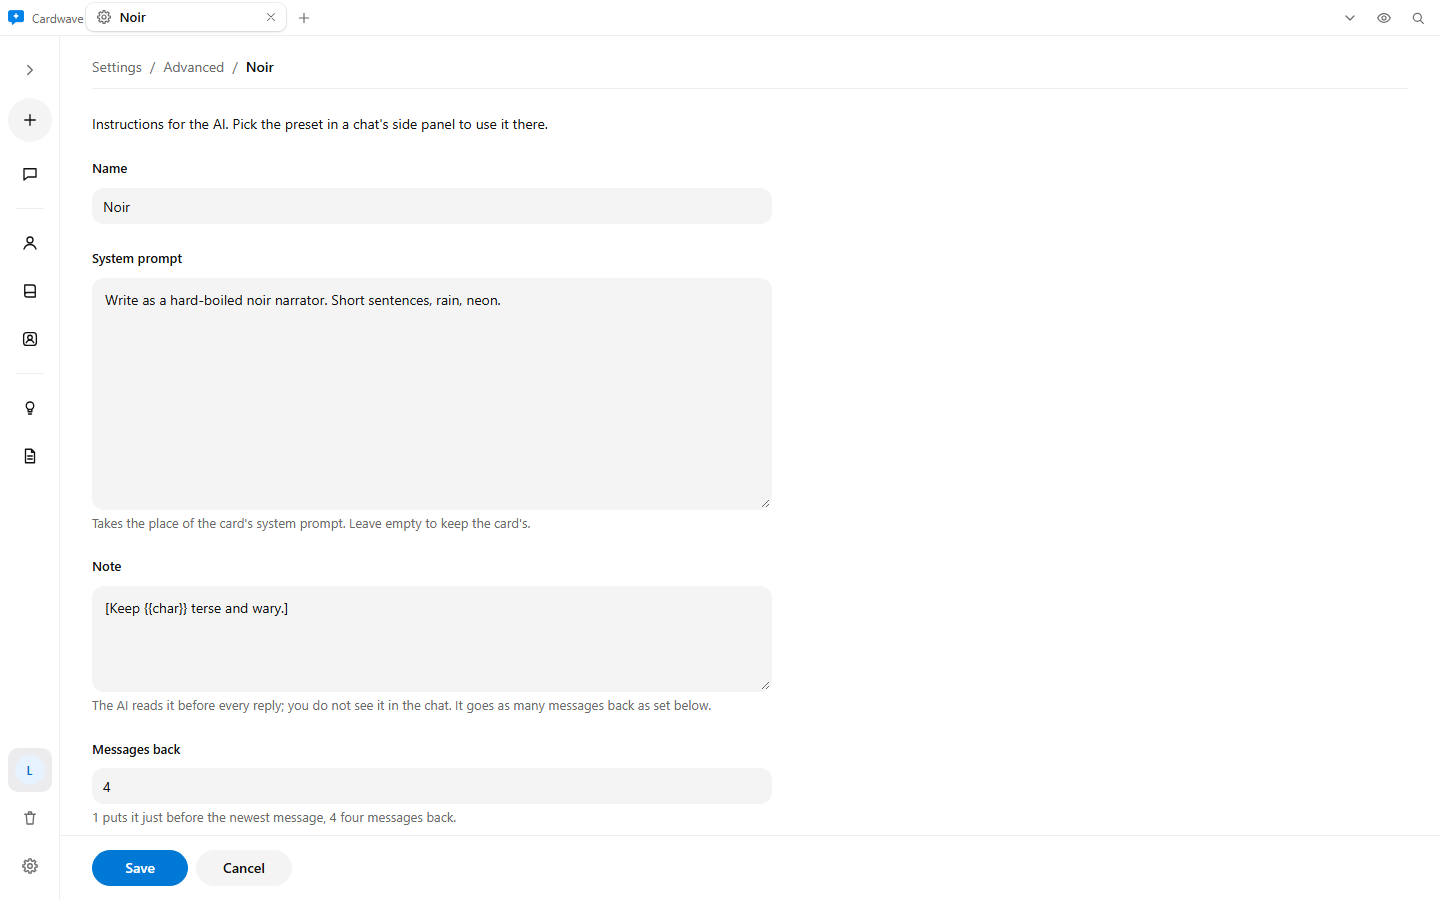 Cardwave
Noir
Settings / Advanced / Noir
Instructions for the AI. Pick the preset in a chat's side panel to use it there.
Name
Noir
System prompt
Write as a hard-boiled noir narrator. Short sentences, rain, neon.
Takes the place of the card's system prompt. Leave empty to keep the card's.
Note
[Keep {{char}} terse and wary.]
The AI reads it before every reply; you do not see it in the chat. It goes as many messages back as set below.
Messages back
4
1 puts it just before the newest message, 4 four messages back.
L
Save
Cancel